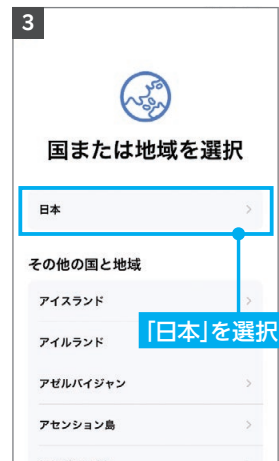 3
国または地域を選択
日本
その他の国と地域
アイスランド
アイルランド
「日本」を選択
アゼルバイジャン
アセンション島